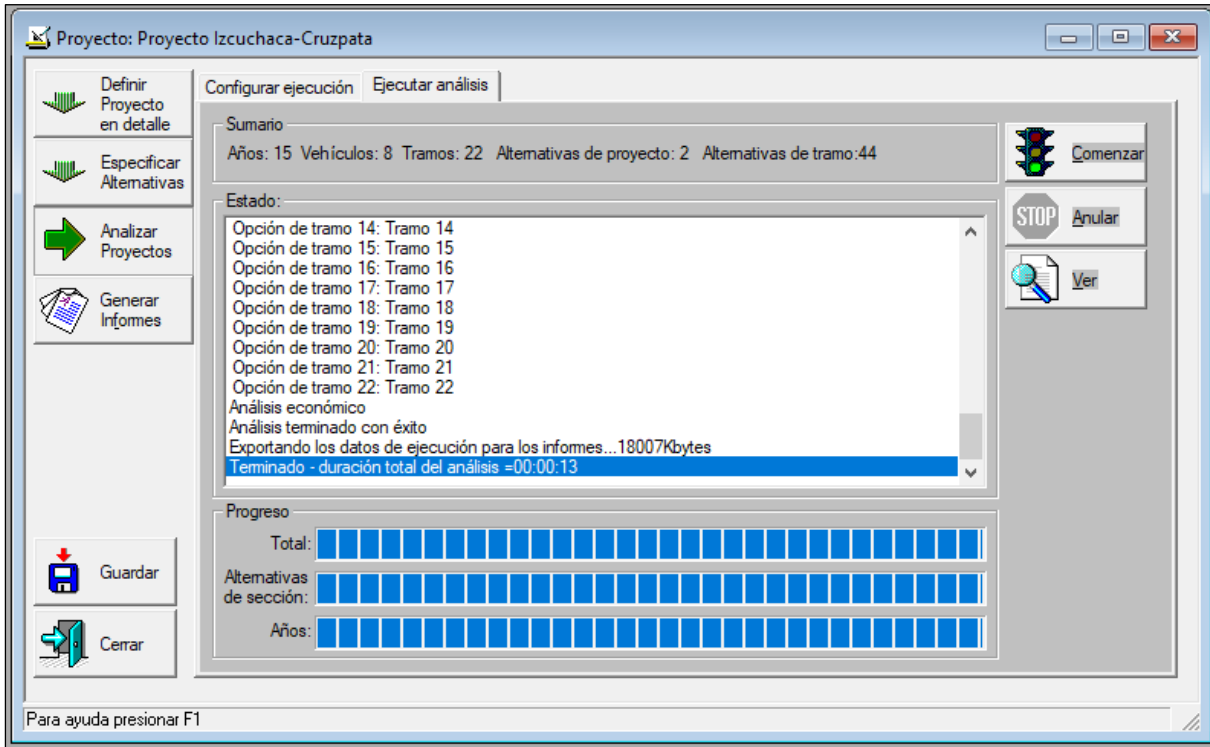 Proyecto: Proyecto Izcuchaca-Cruzpata
Definir
Proyecto
en detalle
Especificar
Alternativas
Analizar
Proyectos
Generar
Informes
Guardar
Cerrar
Configurar ejecución
Ejecutar análisis
Sumario
Años: 15 Vehículos: 8 Tramos: 22 Alternativas de proyecto: 2 Alternativas de tramo:44
Estado:
Opción de tramo 14: Tramo 14
Opción de tramo 15: Tramo 15
Opción de tramo 16: Tramo 16
Opción de tramo 17: Tramo 17
Opción de tramo 18: Tramo 18
Opción de tramo 19: Tramo 19
Opción de tramo 20: Tramo 20
Opción de tramo 21: Tramo 21
Opción de tramo 22: Tramo 22
Análisis económico
Análisis terminado con éxito
Exportando los datos de ejecución para los informes...18007Kbytes
Terminado - duración total del análisis =00:00:13
Progreso
Total:
Alternativas
de sección:
Años:
Comenzar
STOP
Anular
Ver
Para ayuda presionar F1